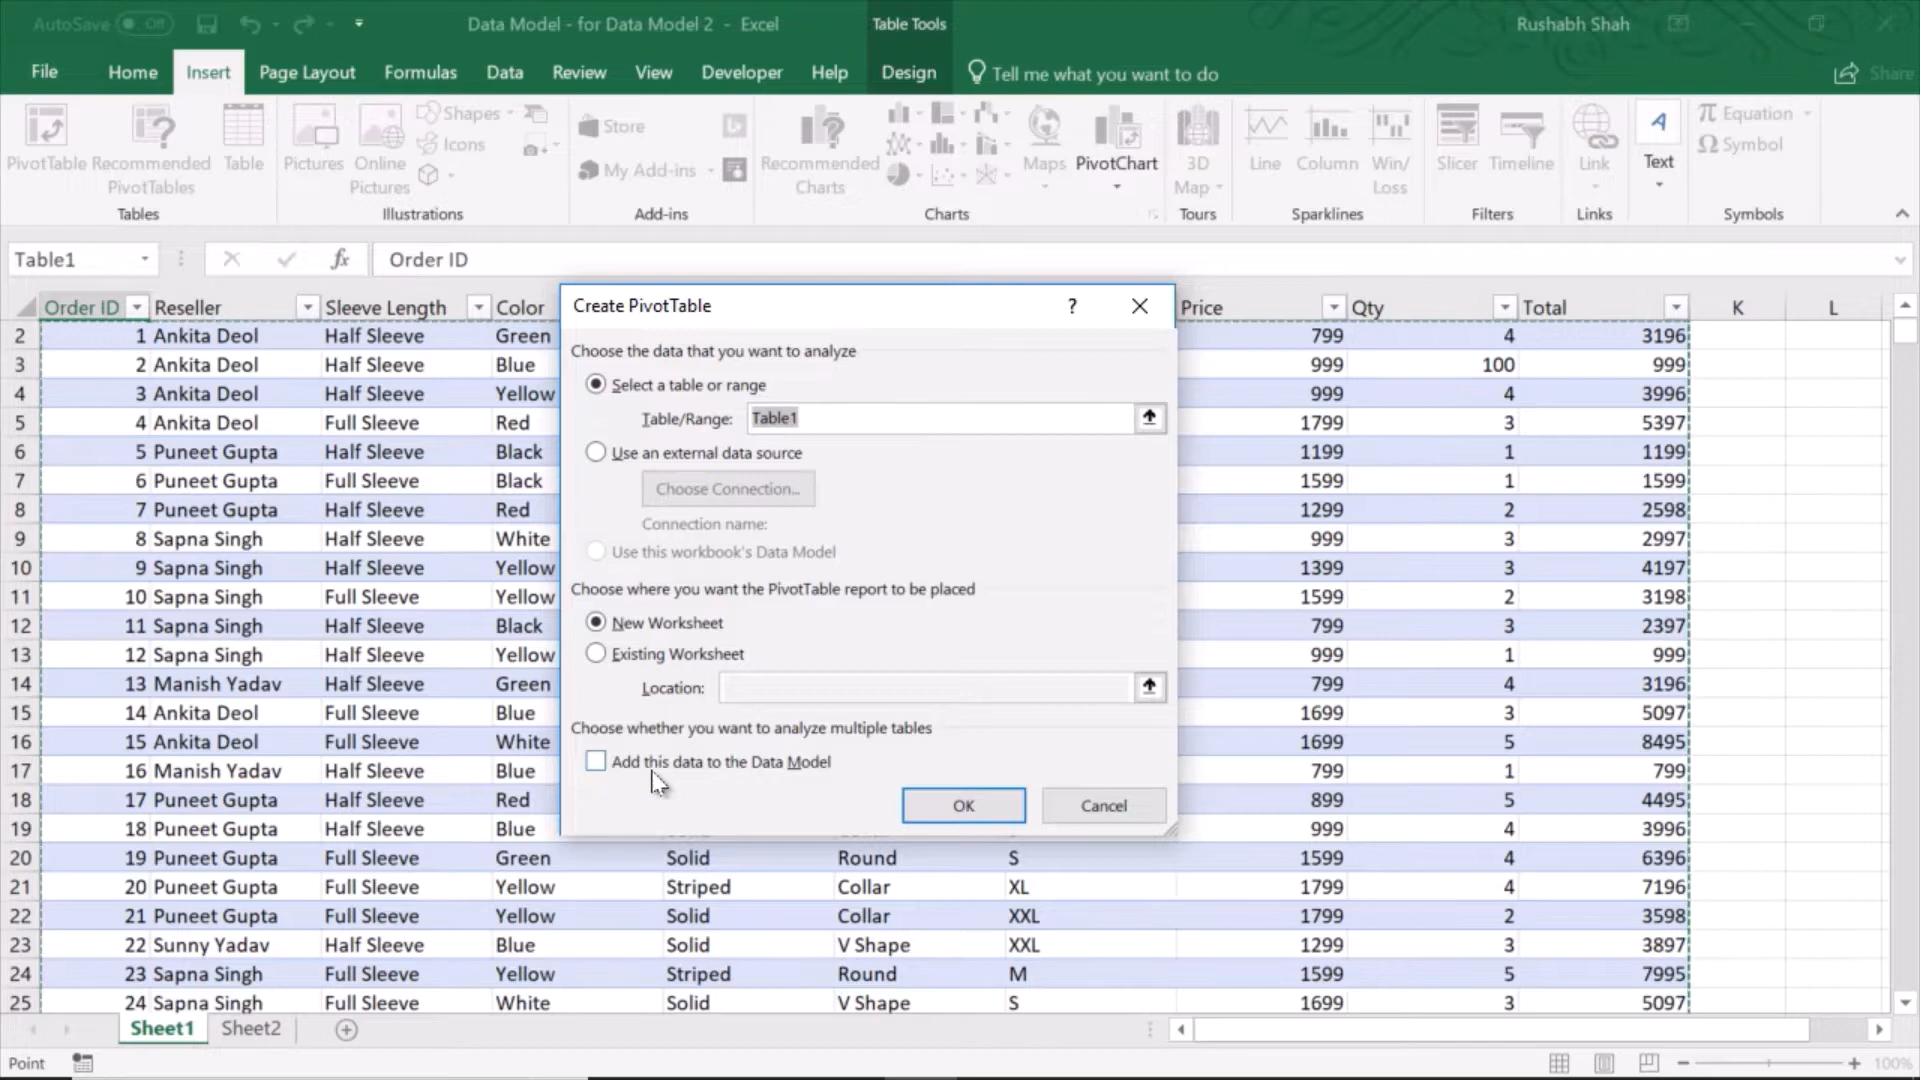 AutoSave Off Data Model - for Data Model 2 - Excel Table Tools Rushabh Shah
File Home Insert Page Layout Formulas Data Review View Developer Help Design Tell me what you want to do Share
PivotTable Recommended PivotTables Table Pictures Online Pictures Shapes Icons Store My Add-ins Recommended Charts Maps PivotChart 3D Map Line Column Win/Loss Slicer Timeline Link Text Equation Symbol
Tables Illustrations Add-ins Charts Tours Sparklines Filters Links Symbols
Table1 fx Order ID
Order ID Reseller Sleeve Length Color Price Qty Total K L
2 1 Ankita Deol Half Sleeve Green 799 4 3196
3 2 Ankita Deol Half Sleeve Blue 999 100 999
4 3 Ankita Deol Half Sleeve Yellow 999 4 3996
5 4 Ankita Deol Full Sleeve Red 1799 3 5397
6 5 Puneet Gupta Half Sleeve Black 1199 1 1199
7 6 Puneet Gupta Full Sleeve Black 1599 1 1599
8 7 Puneet Gupta Half Sleeve Red 1299 2 2598
9 8 Sapna Singh Half Sleeve White 999 3 2997
10 9 Sapna Singh Half Sleeve Yellow 1399 3 4197
11 10 Sapna Singh Full Sleeve Yellow 1599 2 3198
12 11 Sapna Singh Half Sleeve Black 799 3 2397
13 12 Sapna Singh Half Sleeve Yellow 999 1 999
14 13 Manish Yadav Half Sleeve Green 799 4 3196
15 14 Ankita Deol Full Sleeve Blue 1699 3 5097
16 15 Ankita Deol Full Sleeve White 1699 5 8495
17 16 Manish Yadav Half Sleeve Blue 799 1 799
18 17 Puneet Gupta Half Sleeve Red 899 5 4495
19 18 Puneet Gupta Half Sleeve Blue 999 4 3996
20 19 Puneet Gupta Full Sleeve Green Solid Round S 1599 4 6396
21 20 Puneet Gupta Full Sleeve Yellow Striped Collar XL 1799 4 7196
22 21 Puneet Gupta Full Sleeve Yellow Solid Collar XXL 1799 2 3598
23 22 Sunny Yadav Half Sleeve Blue Solid V Shape XXL 1299 3 3897
24 23 Sapna Singh Full Sleeve Yellow Striped Round M 1599 5 7995
25 24 Sapna Singh Full Sleeve White Solid V Shape S 1699 3 5097
Create PivotTable ?
Choose the data that you want to analyze
Select a table or range
Table/Range: Table1
Use an external data source
Choose Connection...
Connection name:
Use this workbook's Data Model
Choose where you want the PivotTable report to be placed
New Worksheet
Existing Worksheet
Location:
Choose whether you want to analyze multiple tables
Add this data to the Data Model
OK Cancel
Sheet1 Sheet2
Point 100%